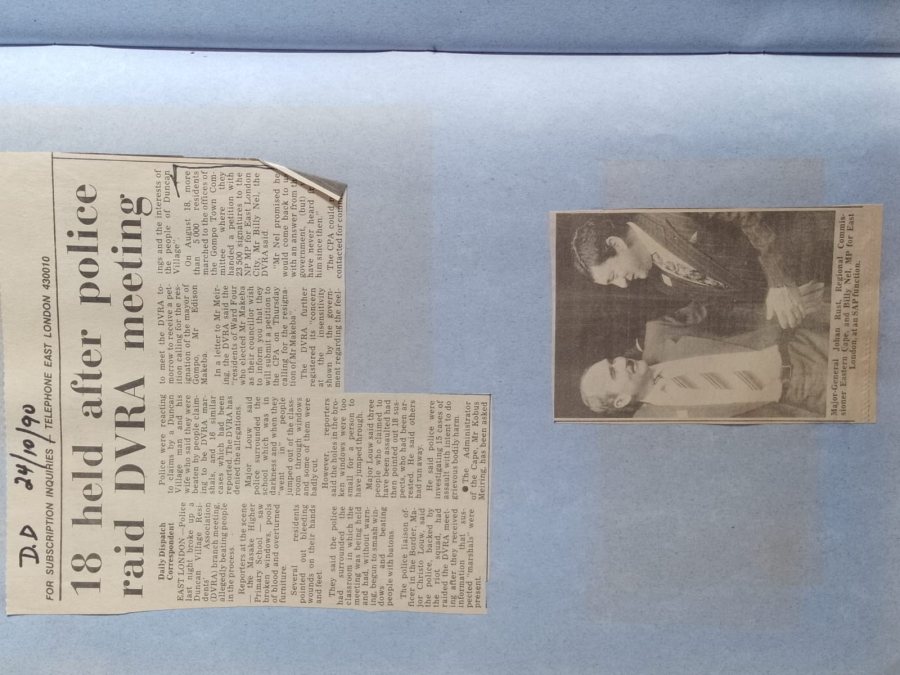 D.D 24/10/90
FOR SUBSCRIPTION INQUIRIES / TELEPHONE EAST LONDON 430010
18 held after police
raid DVRA meeting
Daily Dispatch
Correspondent
EAST LONDON — Police
last night broke up a
Duncan Village Resi-
dents' Association
(DVRA) branch meeting,
allegedly beating people
in the process.
Reporters at the scene
— the Masakhe Higher
Primary School — saw
broken windows, pools
of blood and overturned
furniture.
Several residents
pointed out bleeding
wounds on their hands
and feet.
They said the police
had surrounded the
classroom in which the
meeting was being held
and had, without warn-
ing, begun to smash win-
dows and beating
people with batons.
The police liaison of-
ficer in the Border, Ma-
jor Christo Louw, said
the police, backed by
the riot squad, had
raided the DVRA meet-
ing after they received
information that sus-
pected "marshals" were
present.
Police were reacting
to claims by a Duncan
Village man and his
wife who said they were
beaten by people claim-
ing to be DVRA mar-
shals, and 16 similar
cases which had been
reported. The DVRA has
denied the allegations.
Major Louw said
police surrounded the
school which was in
darkness and when they
"went in" people
jumped out of the class-
room through windows
and some of them were
badly cut.
However, reporters
said the holes in the bro-
ken windows were too
small for a person to
have jumped through.
Major Louw said three
people who claimed to
have been assaulted had
then pointed out 18 sus-
pects, who had been ar-
rested. He said others
had run away.
He said police were
investigating 15 cases of
assault with intent to do
grievous bodily harm.
● The Administrator
of the Cape, Mr Kobus
Meiring, has been asked
to meet the DVRA to-
morrow to receive a pet-
ition calling for the res-
ignation of the mayor of
Gompo, Mr Edison
Makeba.
In a letter to Mr Meir-
ing the DVRA said the
"residents of Ward Four
who elected Mr Makeba
as their councillor wish
to inform you that they
will submit a petition to
the CPA on Thursday
calling for the resigna-
tion of Mr Makeba".
The DVRA further
registered its "concern
at the insensitivity
shown by the govern-
ment regarding the feel-
ings and the interests of
the people of Duncan
Village".
On August 18, more
than 5 000 residents
marched to the offices of
the Gompo Town Com-
mittee where they
handed a petition with
23 500 signatures to the
NP MP for East London
City, Mr Billy Nel, the
DVRA said.
"Mr Nel promised he
would come back to u
with an answer from th
government, (but)
have never heard
him since then."
The CPA could
contacted for comm
Major-General Johan Rust, Regional Commis-
sioner Eastern Cape, and Billy Nel, MP for East
London, at an SAP function.